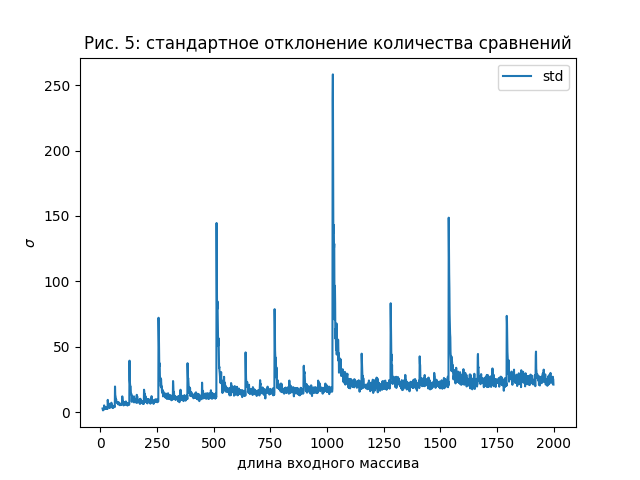 Рис. 5: стандартное отклонение количества сравнений
std
250
200
150
100
50
0
σ
0 250 500 750 1000 1250 1500 1750 2000
длина входного массива